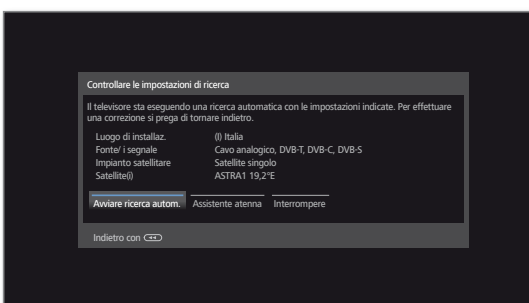 Controllare le impostazioni di ricerca
Il televisore sta eseguendo una ricerca automatica con le impostazioni indicate. Per effettuare
una correzione si prega di tornare indietro.
Luogo di installaz. (I) Italia
Fonte/ i segnale Cavo analogico, DVB-T, DVB-C, DVB-S
Impianto satellitare Satellite singolo
Satellite(i) ASTRA1 19,2°E
Avviare ricerca autom. Assistente atenna Interrompere
Indietro con